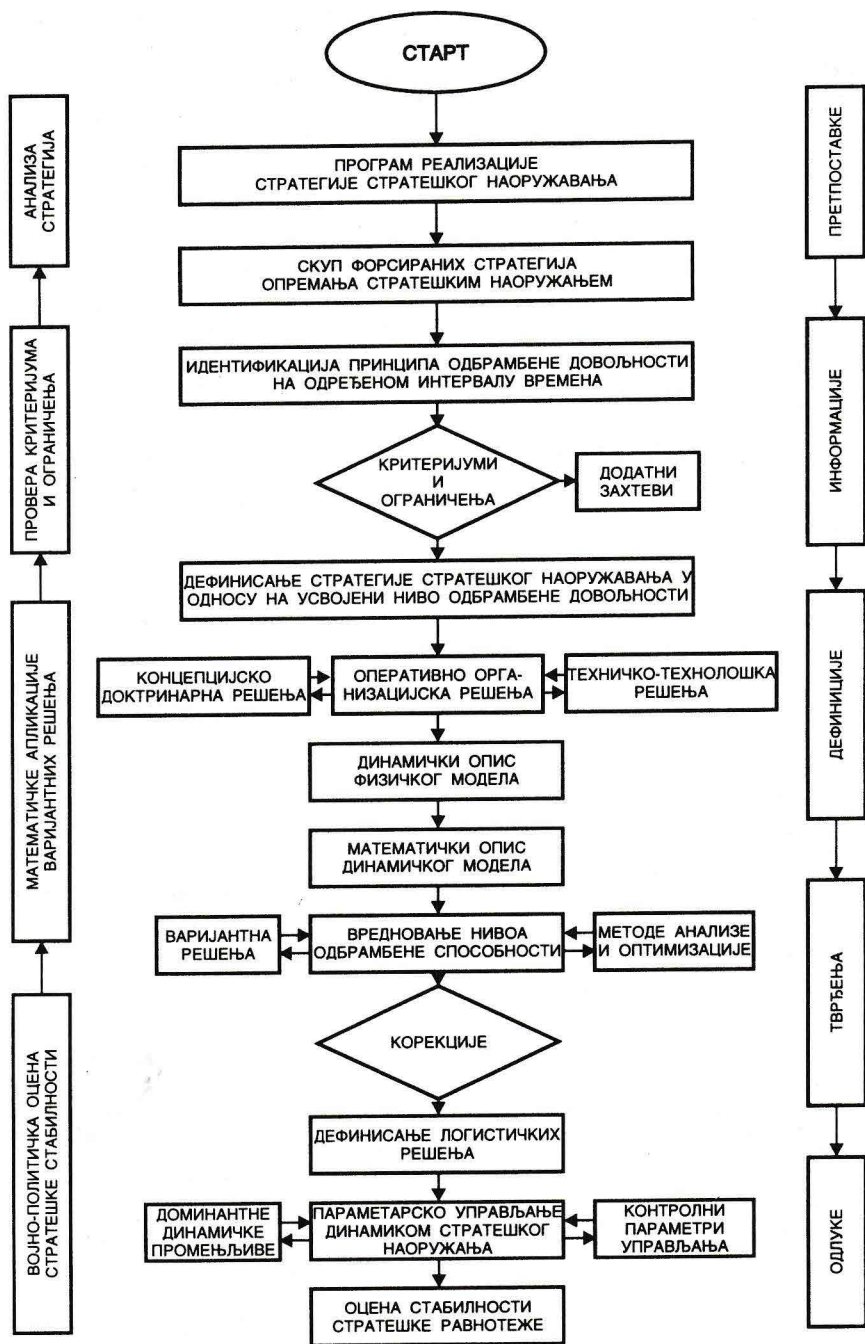 СТАРТ
ПРОГРАМ РЕАЛИЗАЦИЈЕ
СТРАТЕГИЈЕ СТРАТЕШКОГ НАОРУЖАВАЊА
СКУП ФОРСИРАНИХ СТРАТЕГИЈА
ОПРЕМАЊА СТРАТЕШКИМ НАОРУЖАЊЕМ
ИДЕНТИФИКАЦИЈА ПРИНЦИПА ОДБРАМБЕНЕ ДОВОЉНОСТИ
НА ОДРЕЂЕНОМ ИНТЕРВАЛУ ВРЕМЕНА
КРИТЕРИЈУМИ
И
ОГРАНИЧЕЊА
ДОДАТНИ
ЗАХТЕВИ
ДЕФИНИСАЊЕ СТРАТЕГИЈЕ СТРАТЕШКОГ НАОРУЖАВАЊА У
ОДНОСУ НА УСВОЈЕНИ НИВО ОДБРАМБЕНЕ ДОВОЉНОСТИ
КОНЦЕПЦИЈСКО
ДОКТРИНАРНА РЕШЕЊА
ОПЕРАТИВНО ОРГА-
НИЗАЦИЈСКА РЕШЕЊА
ТЕХНИЧКО-ТЕХНОЛОШКА
РЕШЕЊА
ДИНАМИЧКИ ОПИС
ФИЗИЧКОГ МОДЕЛА
МАТЕМАТИЧКИ ОПИС
ДИНАМИЧКОГ МОДЕЛА
ВАРИЈАНТНА
РЕШЕЊА
ВРЕДНОВАЊЕ НИВОА
ОДБРАМБЕНЕ СПОСОБНОСТИ
МЕТОДЕ АНАЛИЗЕ
И ОПТИМИЗАЦИЈЕ
КОРЕКЦИЈЕ
ДЕФИНИСАЊЕ ЛОГИСТИЧКИХ
РЕШЕЊА
ДОМИНАНТНЕ
ДИНАМИЧКЕ
ПРОМЕНЉИВЕ
ПАРАМЕТАРСКО УПРАВЉАЊЕ
ДИНАМИКОМ СТРАТЕШКОГ
НАОРУЖАЊА
КОНТРОЛНИ
ПАРАМЕТРИ
УПРАВЉАЊА
ОЦЕНА СТАБИЛНОСТИ
СТРАТЕШКЕ РАВНОТЕЖЕ
АНАЛИЗА
СТРАТЕГИЈА
ПРОВЕРА КРИТЕРИЈУМА
И ОГРАНИЧЕЊА
МАТЕМАТИЧКЕ АПЛИКАЦИЈЕ
ВАРИЈАНТНИХ РЕШЕЊА
ВОЈНО-ПОЛИТИЧКА ОЦЕНА
СТРАТЕШКЕ СТАБИЛНОСТИ
ПРЕТПОСТАВКЕ
ИНФОРМАЦИЈЕ
ДЕФИНИЦИЈЕ
ТВРЂЕЊА
ОДЛУКЕ